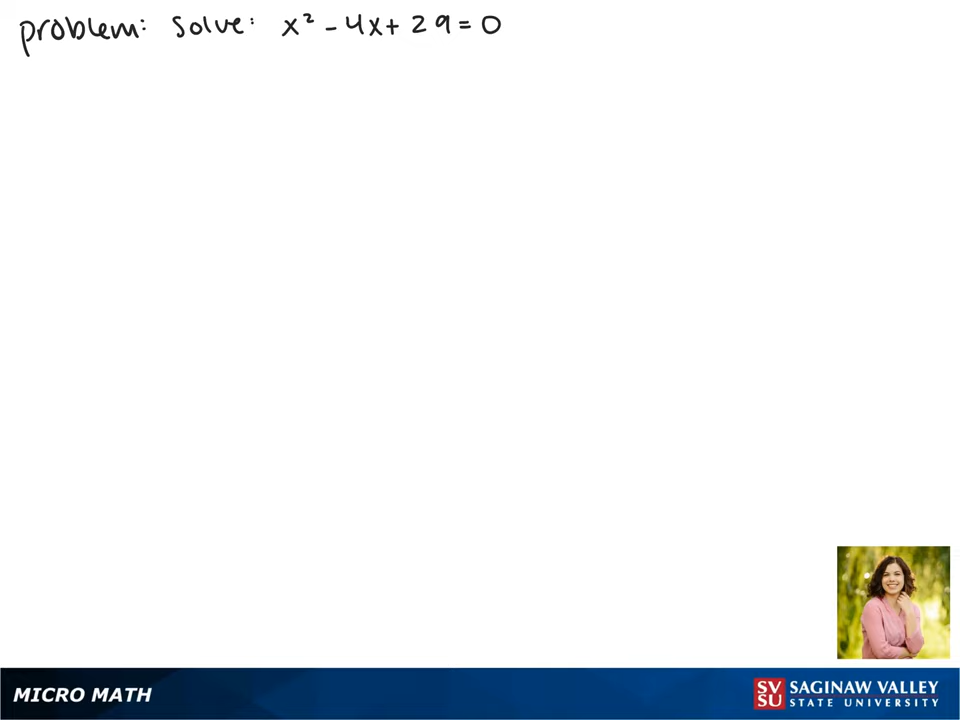 problem: solve: x² - 4x + 29 = 0
MICRO MATH
SV
SU
SAGINAW VALLEY
STATE UNIVERSITY